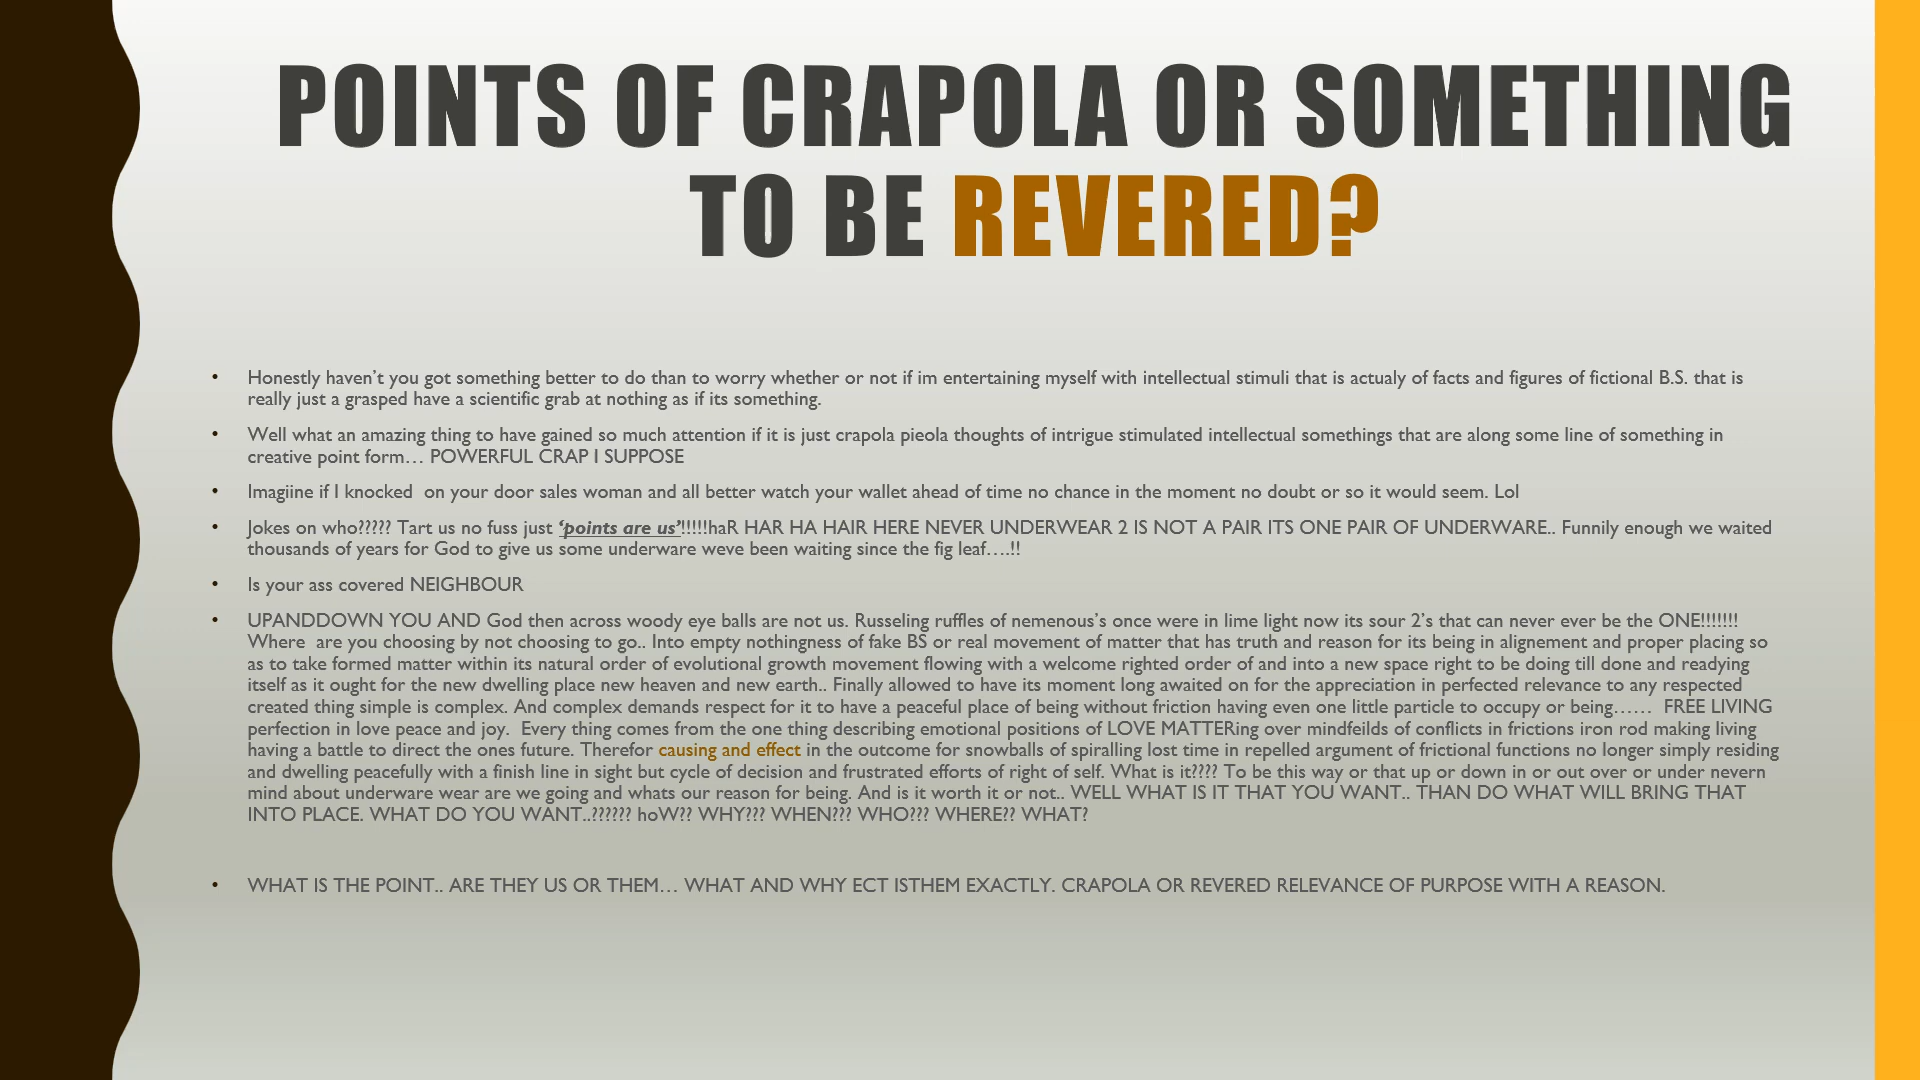 POINTS OF CRAPOLA OR SOMETHING
TO BE REVERED?
• Honestly haven't you got something better to do than to worry whether or not if im entertaining myself with intellectual stimuli that is actualy of facts and figures of fictional B.S. that is
really just a grasped have a scientific grab at nothing as if its something.
• Well what an amazing thing to have gained so much attention if it is just crapola pieola thoughts of intrigue stimulated intellectual somethings that are along some line of something in
creative point form… POWERFUL CRAP I SUPPOSE
• Imagiine if I knocked  on your door sales woman and all better watch your wallet ahead of time no chance in the moment no doubt or so it would seem. Lol
• Jokes on who????? Tart us no fuss just ‘points are us’!!!!!haR HAR HA HAIR HERE NEVER UNDERWEAR 2 IS NOT A PAIR ITS ONE PAIR OF UNDERWARE.. Funnily enough we waited
thousands of years for God to give us some underware weve been waiting since the fig leaf….!!
• Is your ass covered NEIGHBOUR
• UPANDDOWN YOU AND God then across woody eye balls are not us. Russeling ruffles of nemenous’s once were in lime light now its sour 2’s that can never ever be the ONE!!!!!!!
Where  are you choosing by not choosing to go.. Into empty nothingness of fake BS or real movement of matter that has truth and reason for its being in alignement and proper placing so
as to take formed matter within its natural order of evolutional growth movement flowing with a welcome righted order of and into a new space right to be doing till done and readying
itself as it ought for the new dwelling place new heaven and new earth.. Finally allowed to have its moment long awaited on for the appreciation in perfected relevance to any respected
created thing simple is complex. And complex demands respect for it to have a peaceful place of being without friction having even one little particle to occupy or being……  FREE LIVING
perfection in love peace and joy.  Every thing comes from the one thing describing emotional positions of LOVE MATTERing over mindfeilds of conflicts in frictions iron rod making living
having a battle to direct the ones future. Therefor causing and effect in the outcome for snowballs of spiralling lost time in repelled argument of frictional functions no longer simply residing
and dwelling peacefully with a finish line in sight but cycle of decision and frustrated efforts of right of self. What is it???? To be this way or that up or down in or out over or under nevern
mind about underware wear are we going and whats our reason for being. And is it worth it or not.. WELL WHAT IS IT THAT YOU WANT.. THAN DO WHAT WILL BRING THAT
INTO PLACE. WHAT DO YOU WANT..?????? hoW?? WHY??? WHEN??? WHO??? WHERE?? WHAT?
• WHAT IS THE POINT.. ARE THEY US OR THEM… WHAT AND WHY ECT ISTHEM EXACTLY. CRAPOLA OR REVERED RELEVANCE OF PURPOSE WITH A REASON.